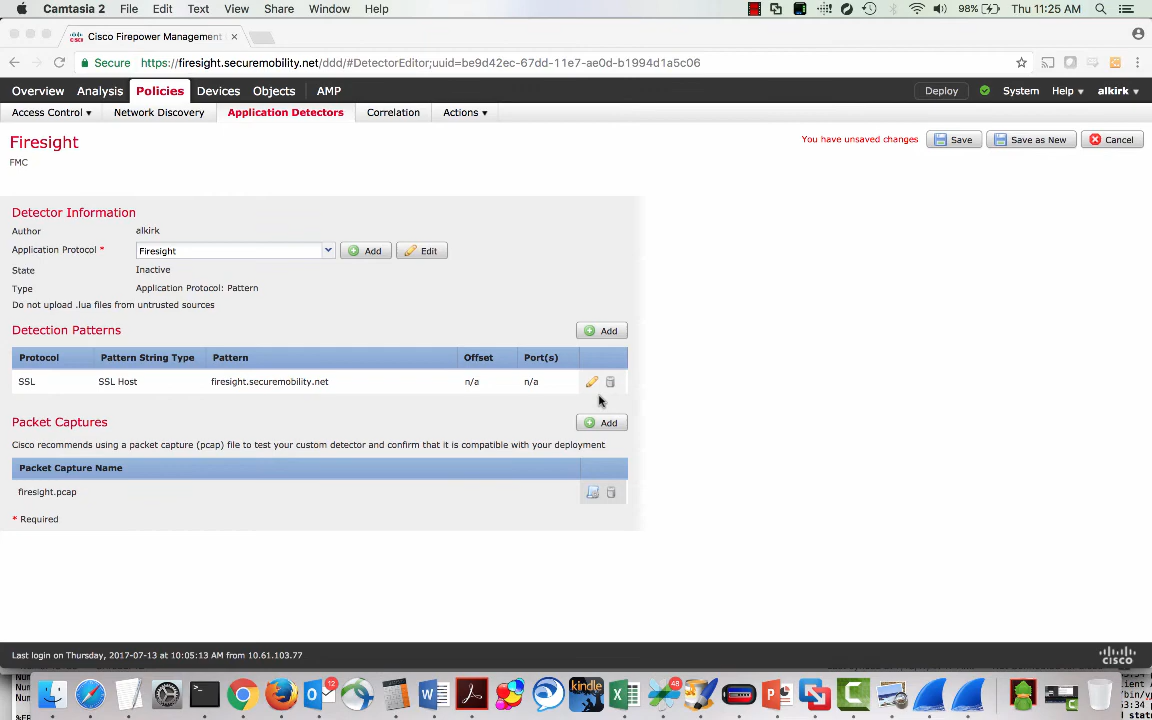 Camtasia 2 File Edit Text View Share Window Help 98% Thu 11:25 AM
Cisco Firepower Management
Secure https://firesight.securemobility.net/ddd/#DetectorEditor;uuid=be9d42ec-67dd-11e7-ae0d-b1994d1a5c06
Overview Analysis Policies Devices Objects AMP Deploy System Help alkirk
Access Control Network Discovery Application Detectors Correlation Actions
Firesight You have unsaved changes Save Save as New Cancel
FMC
Detector Information
Author alkirk
Application Protocol * Firesight Add Edit
State Inactive
Type Application Protocol: Pattern
Do not upload .lua files from untrusted sources
Detection Patterns Add
Protocol Pattern String Type Pattern Offset Port(s)
SSL SSL Host firesight.securemobility.net n/a n/a
Packet Captures Add
Cisco recommends using a packet capture (pcap) file to test your custom detector and confirm that it is compatible with your deployment
Packet Capture Name
firesight.pcap
* Required
Last login on Thursday, 2017-07-13 at 10:05:13 AM from 10.61.103.77
cisco
12
48
kindle